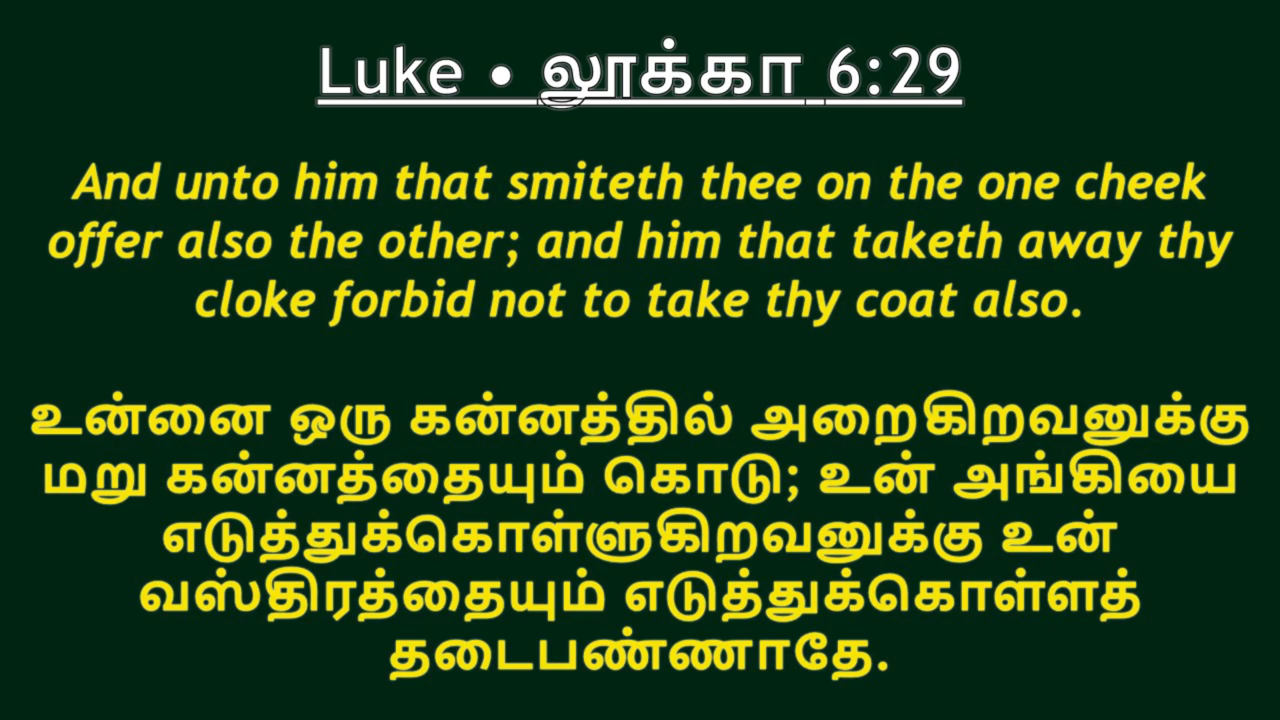 Luke • லூக்கா 6:29
And unto him that smiteth thee on the one cheek
offer also the other; and him that taketh away thy
cloke forbid not to take thy coat also.
உன்னை ஒரு கன்னத்தில் அறைகிறவனுக்கு
மறு கன்னத்தையும் கொடு; உன் அங்கியை
எடுத்துக்கொள்ளுகிறவனுக்கு உன்
வஸ்திரத்தையும் எடுத்துக்கொள்ளத்
தடைபண்ணாதே.